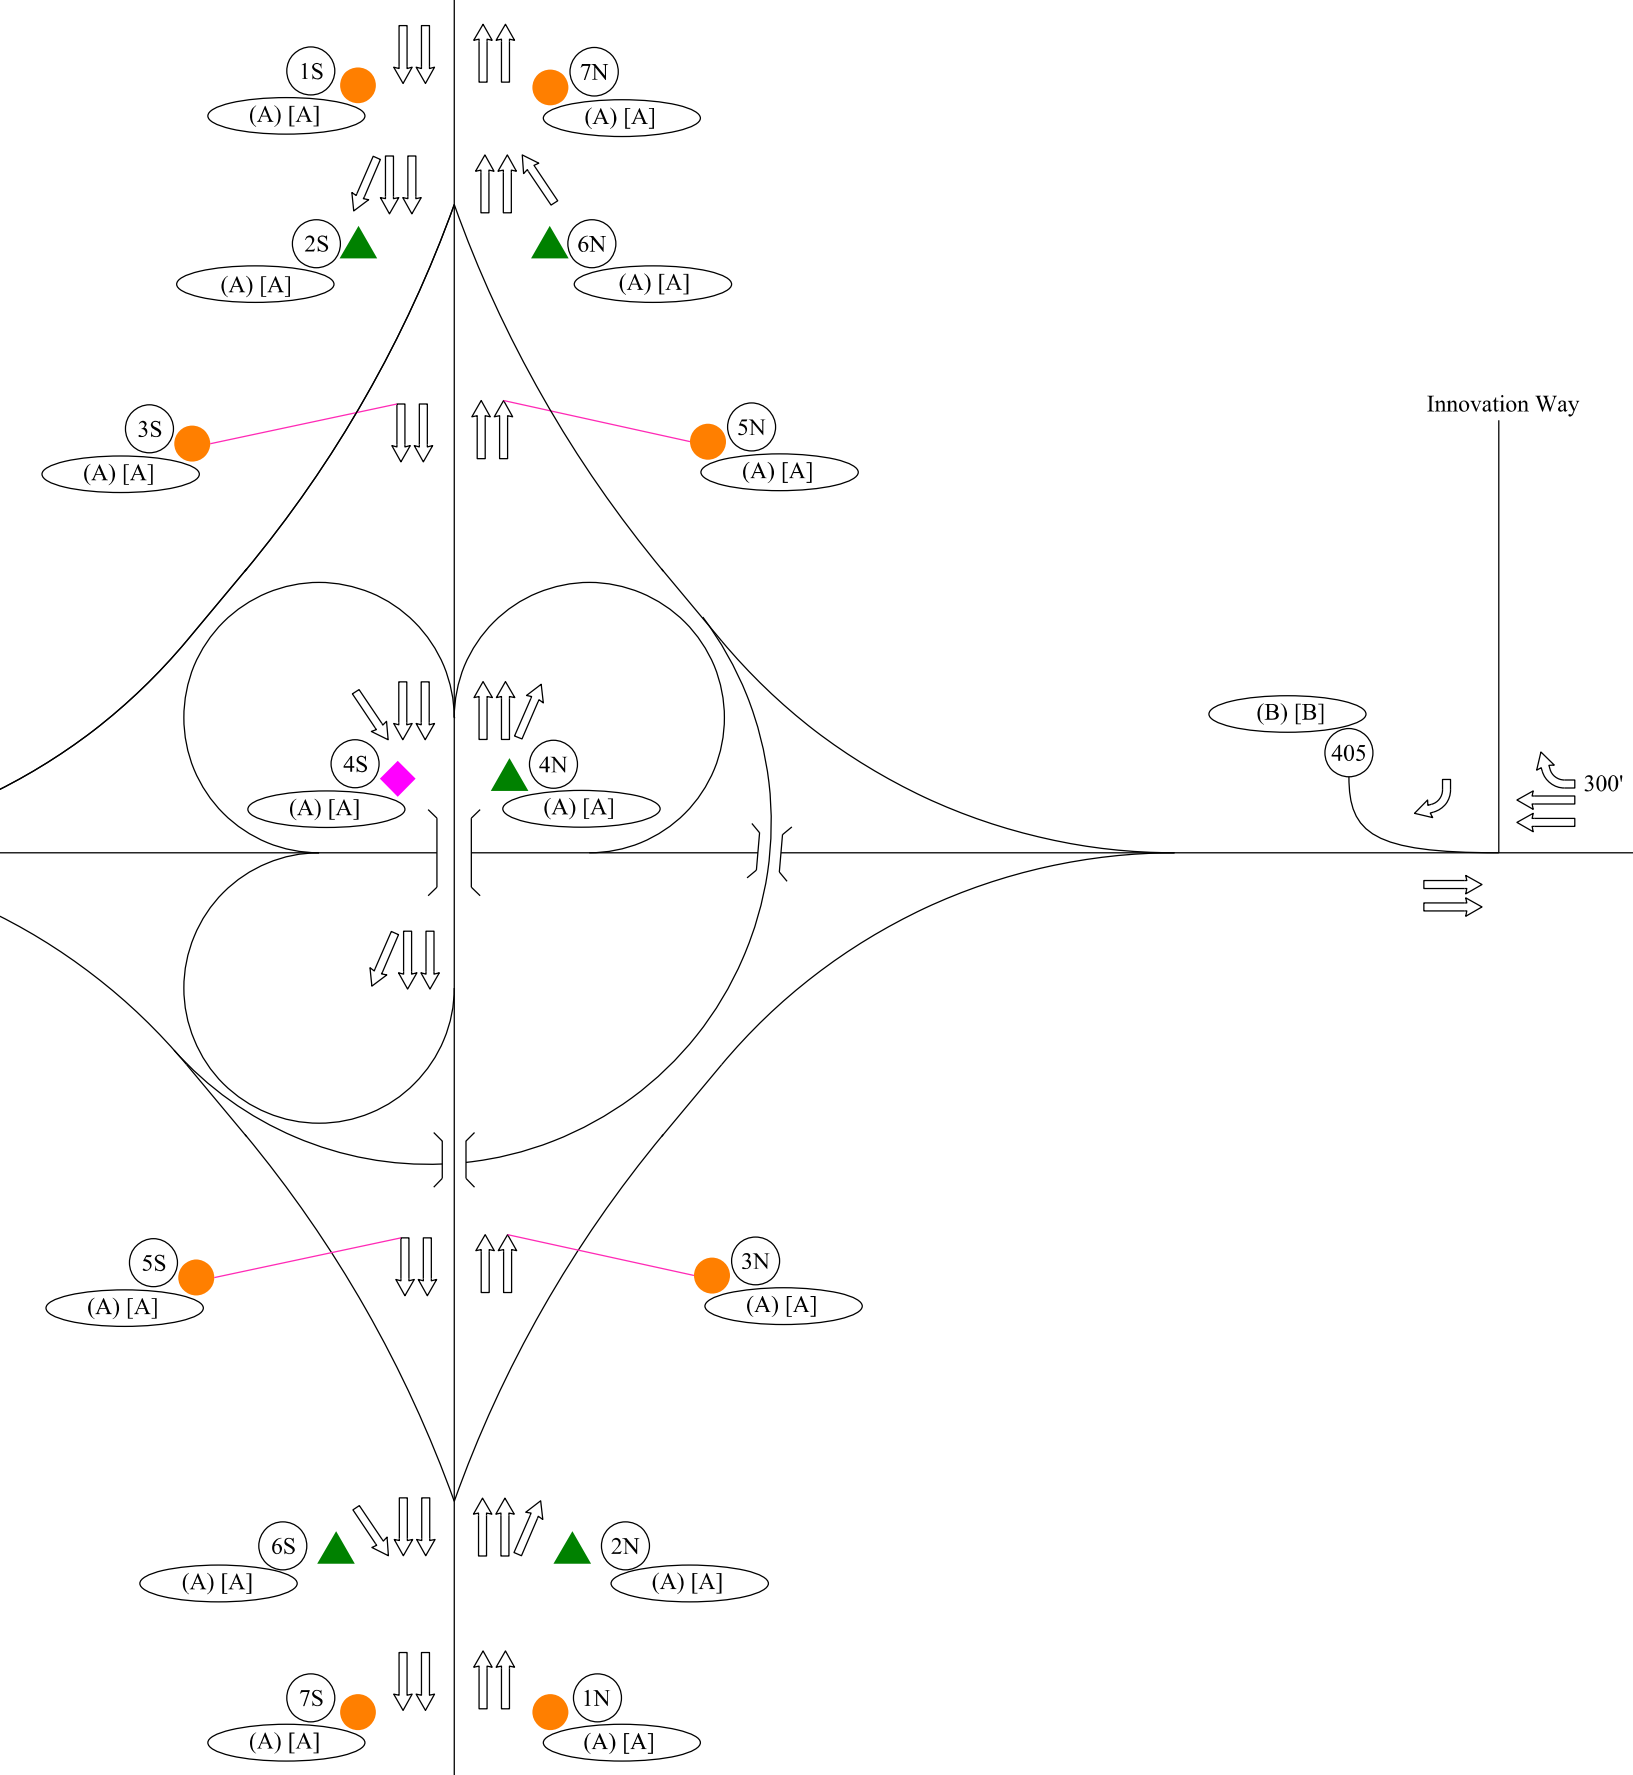 1S
7N
(A) [A]
(A) [A]
2S
6N
(A) [A]
(A) [A]
Innovation Way
3S
5N
(A) [A]
(A) [A]
(B) [B]
405
4S
4N
300'
(A) [A]
(A) [A]
5S
3N
(A) [A]
(A) [A]
6S
2N
(A) [A]
(A) [A]
7S
1N
(A) [A]
(A) [A]